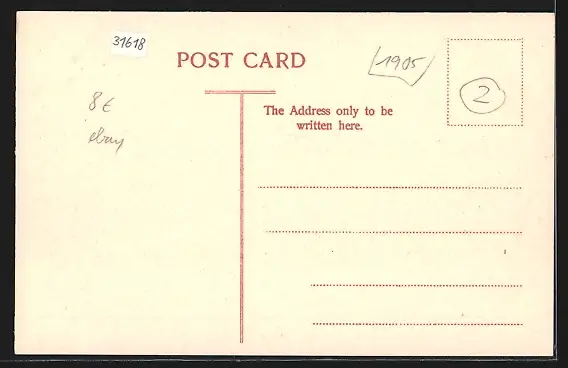 31618
POST CARD
(1905)
2
8€
ebay
The Address only to be
written here.